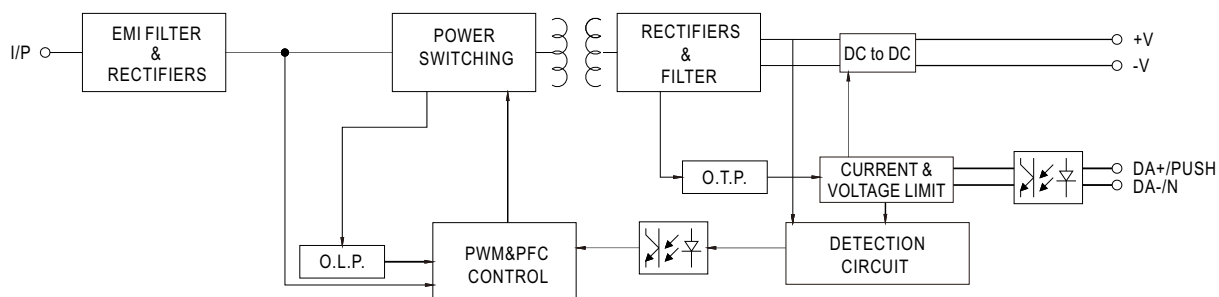 I/P
EMI FILTER
&
RECTIFIERS
POWER
SWITCHING
RECTIFIERS
&
FILTER
DC to DC
+V
-V
O.T.P.
CURRENT &
VOLTAGE LIMIT
DA+/PUSH
DA-/N
O.L.P.
PWM&PFC
CONTROL
DETECTION
CIRCUIT